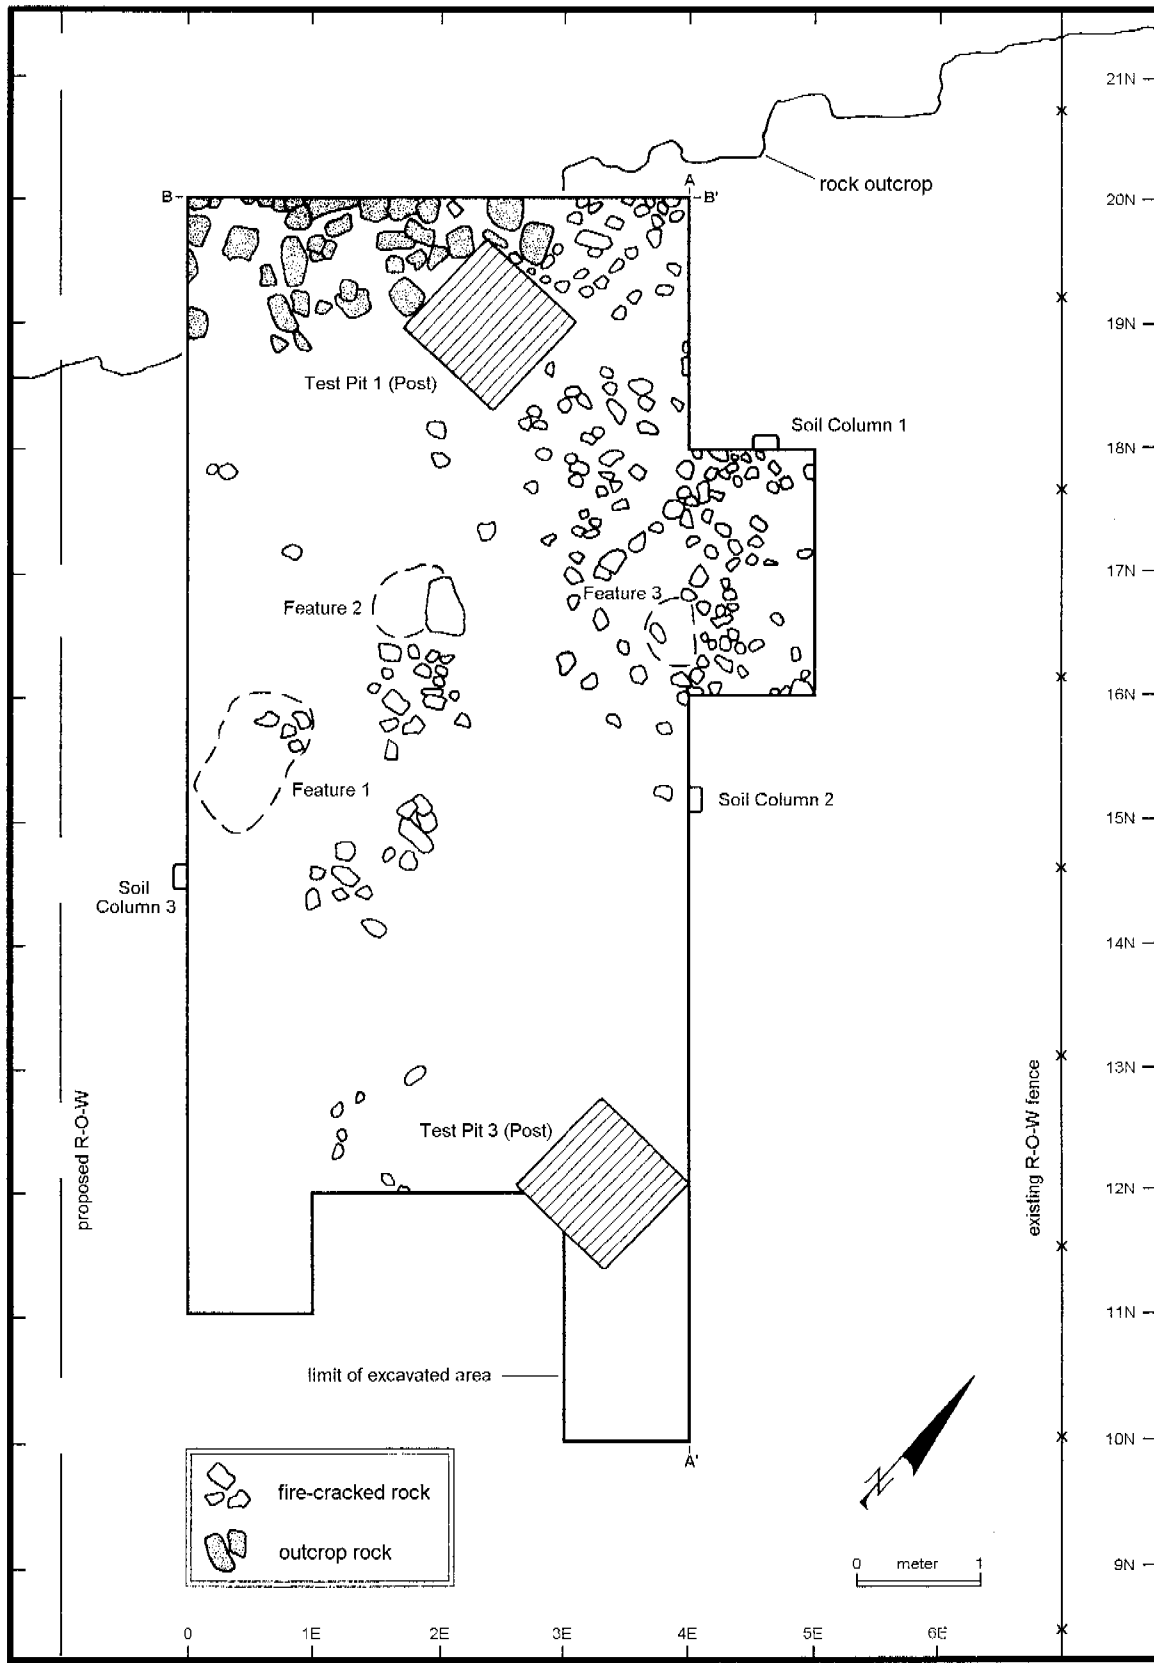 21N
rock outcrop
A
B
B'
20N
19N
Test Pit 1 (Post)
Soil Column 1
18N
17N
Feature 2
Feature 3
16N
Feature 1
Soil Column 2
15N
Soil
Column 3
14N
13N
proposed R-O-W
Test Pit 3 (Post)
existing R-O-W fence
12N
11N
limit of excavated area
10N
A'
N
fire-cracked rock
outcrop rock
0 meter 1
9N
0 1E 2E 3E 4E 5E 6E